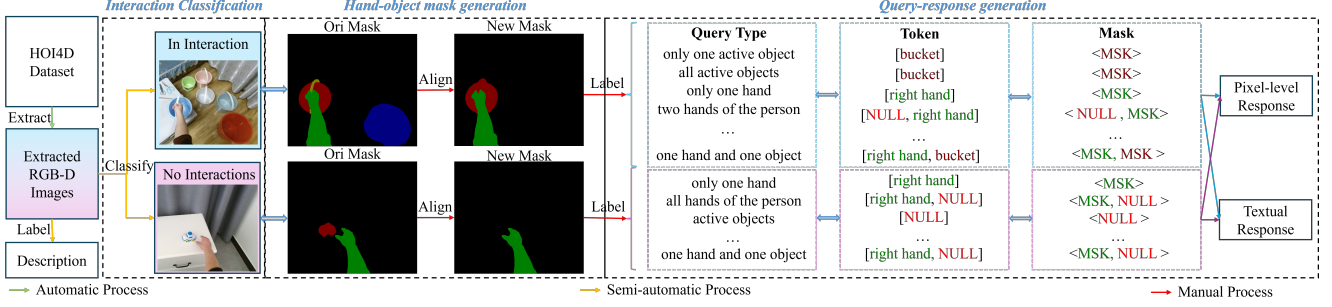 Interaction Classification
Hand-object mask generation
Query-response generation
HOI4D
Dataset
Extract
Extracted
RGB-D
Images
Label
Description
Classify
In Interaction
No Interactions
Ori Mask
New Mask
Align
Label
Ori Mask
New Mask
Align
Label
Query Type
only one active object
all active objects
only one hand
two hands of the person
…
one hand and one object
only one hand
all hands of the person
active objects
…
one hand and one object
Token
[bucket]
[bucket]
[right hand]
[NULL, right hand]
…
[right hand, bucket]
[right hand]
[right hand, NULL]
[NULL]
…
[right hand, NULL]
Mask
<MSK>
<MSK>
<MSK>
< NULL , MSK>
…
<MSK, MSK >
<MSK>
<MSK, NULL >
<NULL >
…
<MSK, NULL >
Pixel-level
Response
Textual
Response
Automatic Process
Semi-automatic Process
Manual Process